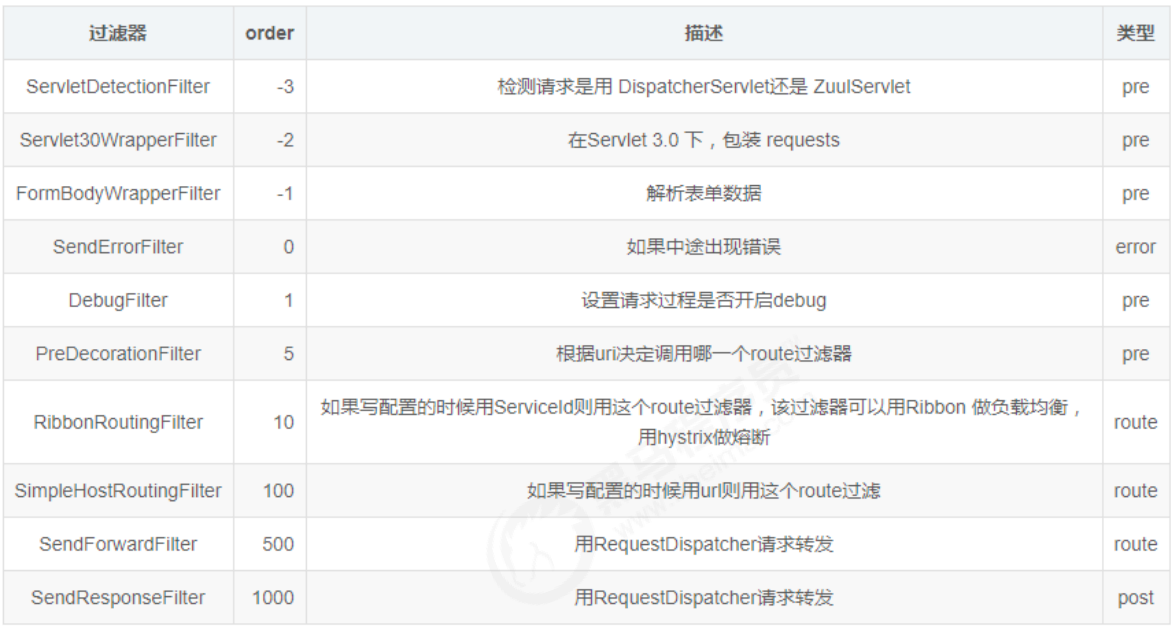 过滤器 order 描述 类型
ServletDetectionFilter -3 检测请求是用 DispatcherServlet还是 ZuulServlet pre
Servlet30WrapperFilter -2 在Servlet 3.0 下，包装 requests pre
FormBodyWrapperFilter -1 解析表单数据 pre
SendErrorFilter 0 如果中途出现错误 error
DebugFilter 1 设置请求过程是否开启debug pre
PreDecorationFilter 5 根据uri决定调用哪一个route过滤器 pre
RibbonRoutingFilter 10 如果写配置的时候用ServiceId则用这个route过滤器，该过滤器可以用Ribbon 做负载均衡，
用hystrix做熔断 route
SimpleHostRoutingFilter 100 如果写配置的时候用url则用这个route过滤 route
SendForwardFilter 500 用RequestDispatcher请求转发 route
SendResponseFilter 1000 用RequestDispatcher请求转发 post
黑马程序员